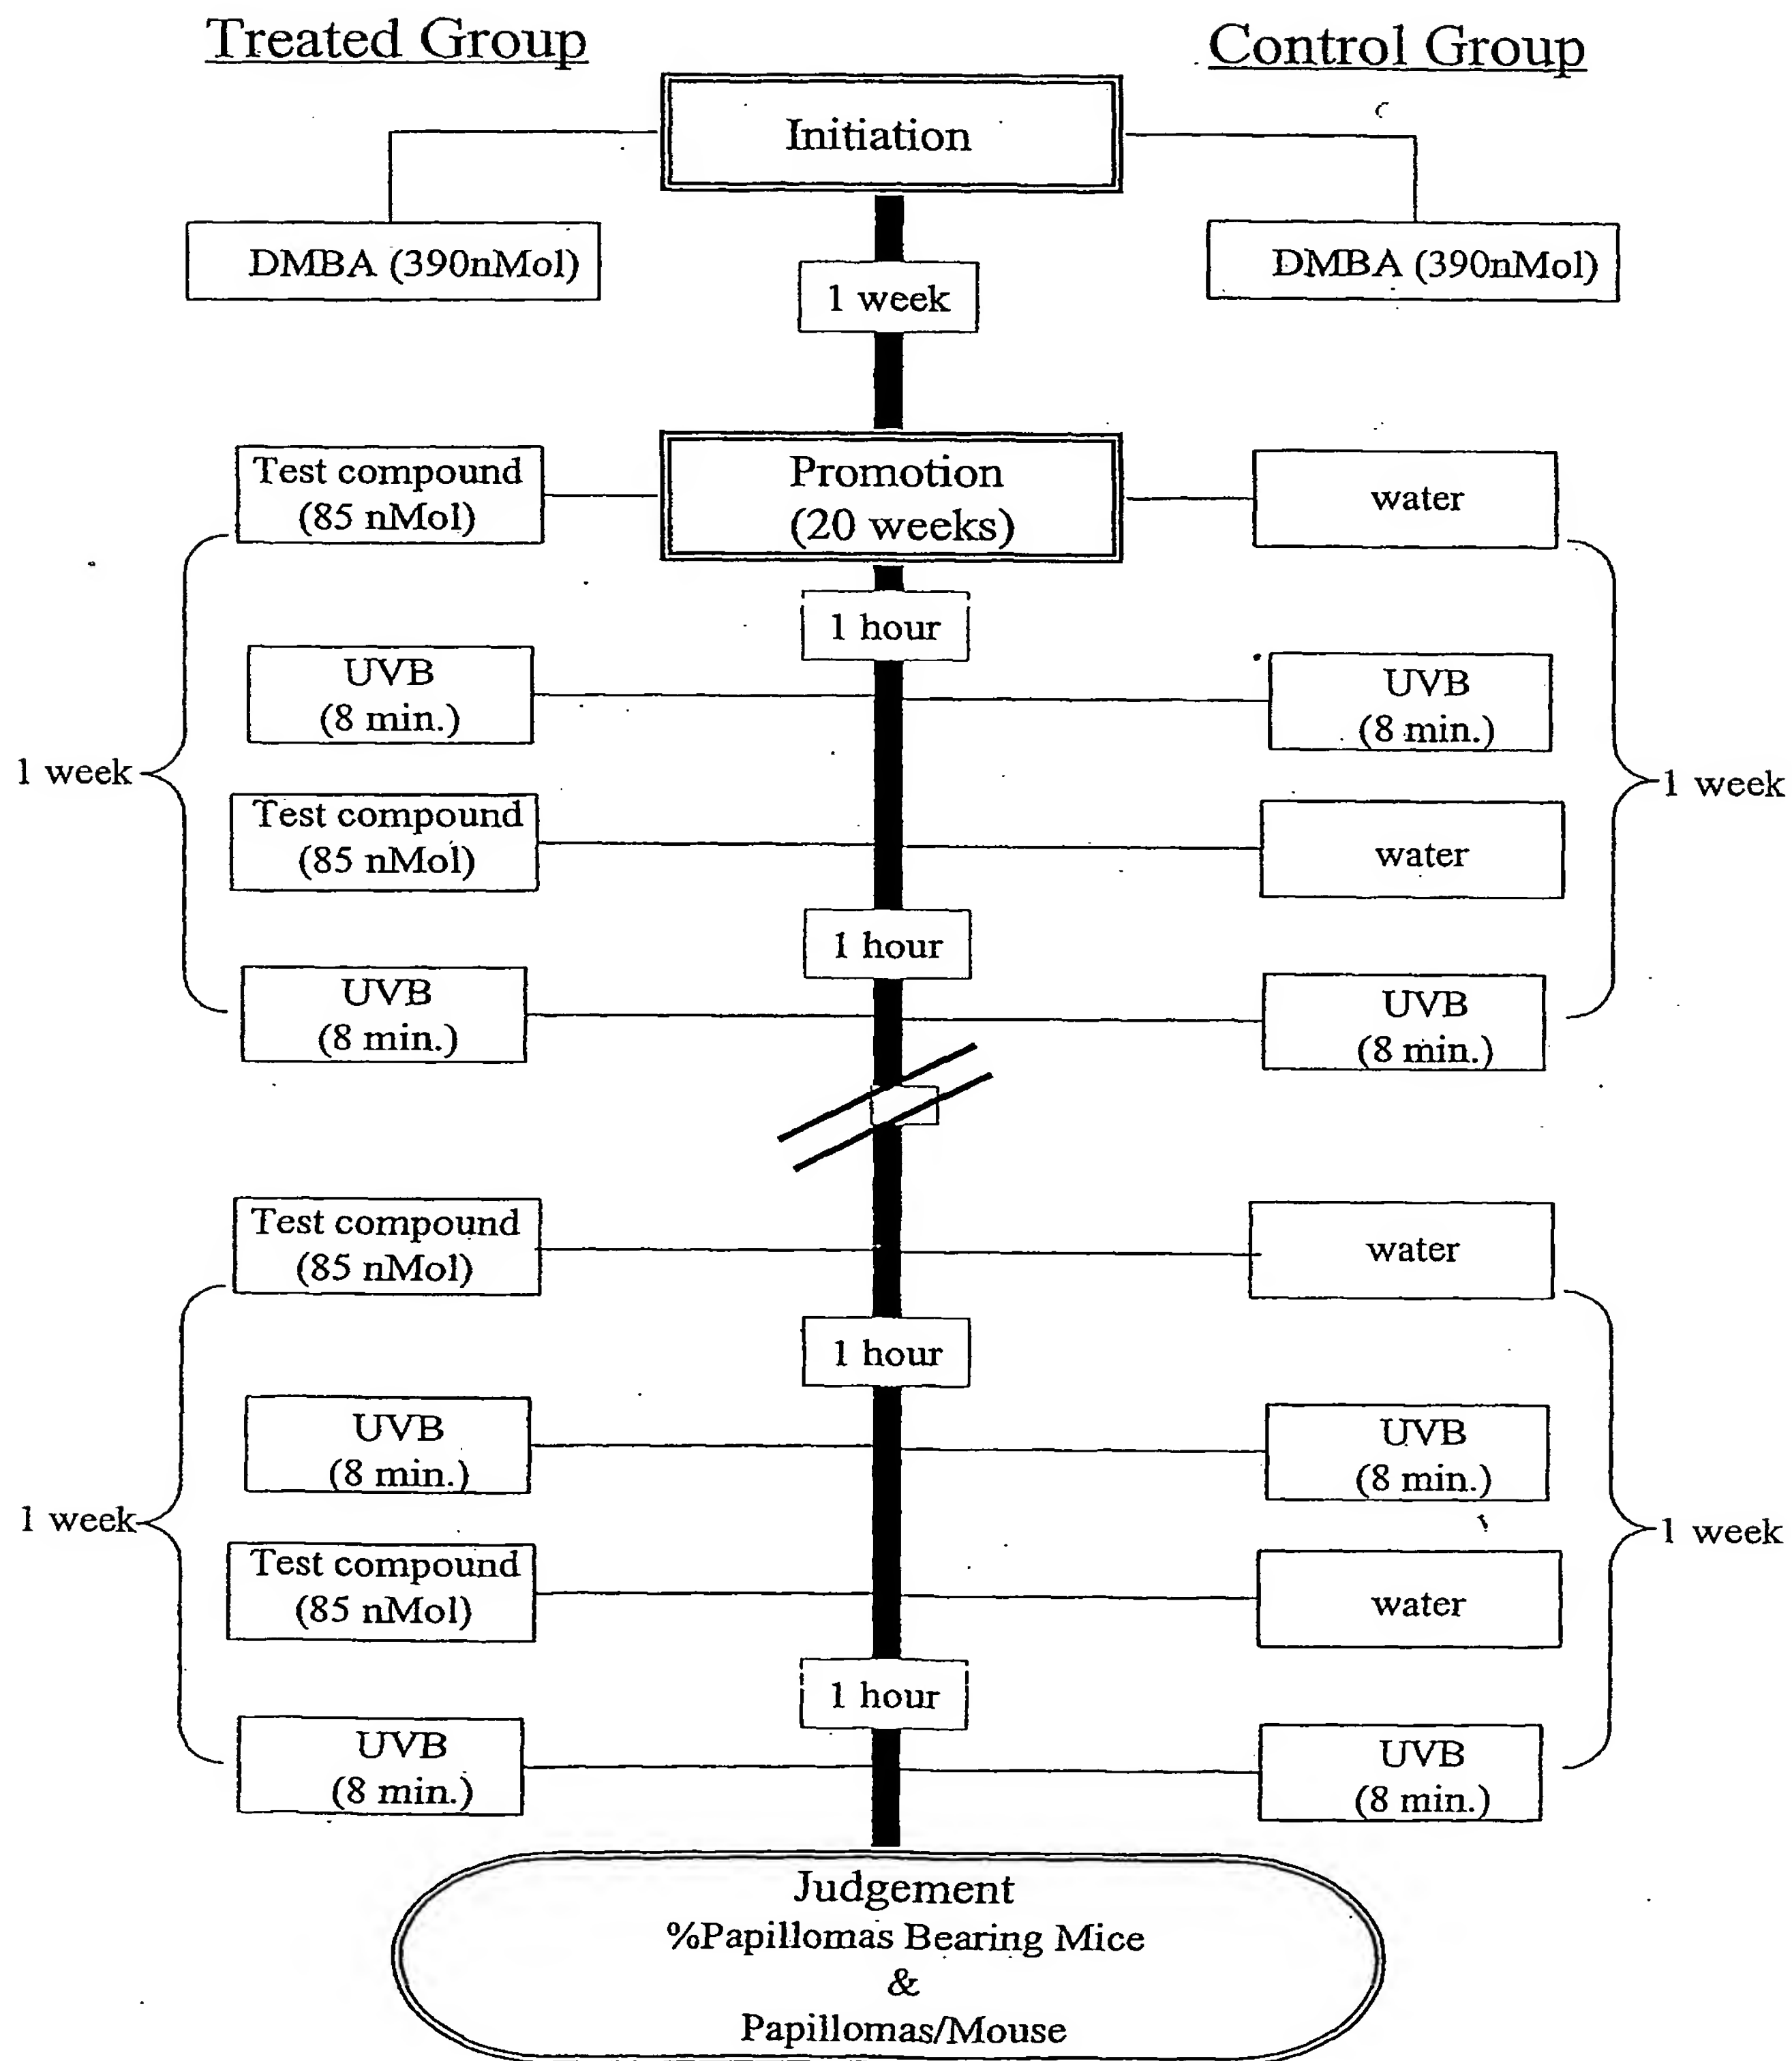 Treated Group
Control Group
Initiation
DMBA (390nMol)
DMBA (390nMol)
1 week
Test compound
(85 nMol)
Promotion
(20 weeks)
water
1 hour
UVB
(8 min.)
UVB
(8 min.)
1 week
1 week
Test compound
(85 nMol)
water
1 hour
UVB
(8 min.)
UVB
(8 min.)
Test compound
(85 nMol)
water
1 hour
UVB
(8 min.)
UVB
(8 min.)
1 week
1 week
Test compound
(85 nMol)
water
1 hour
UVB
(8 min.)
UVB
(8 min.)
Judgement
%Papillomas Bearing Mice
&
Papillomas/Mouse